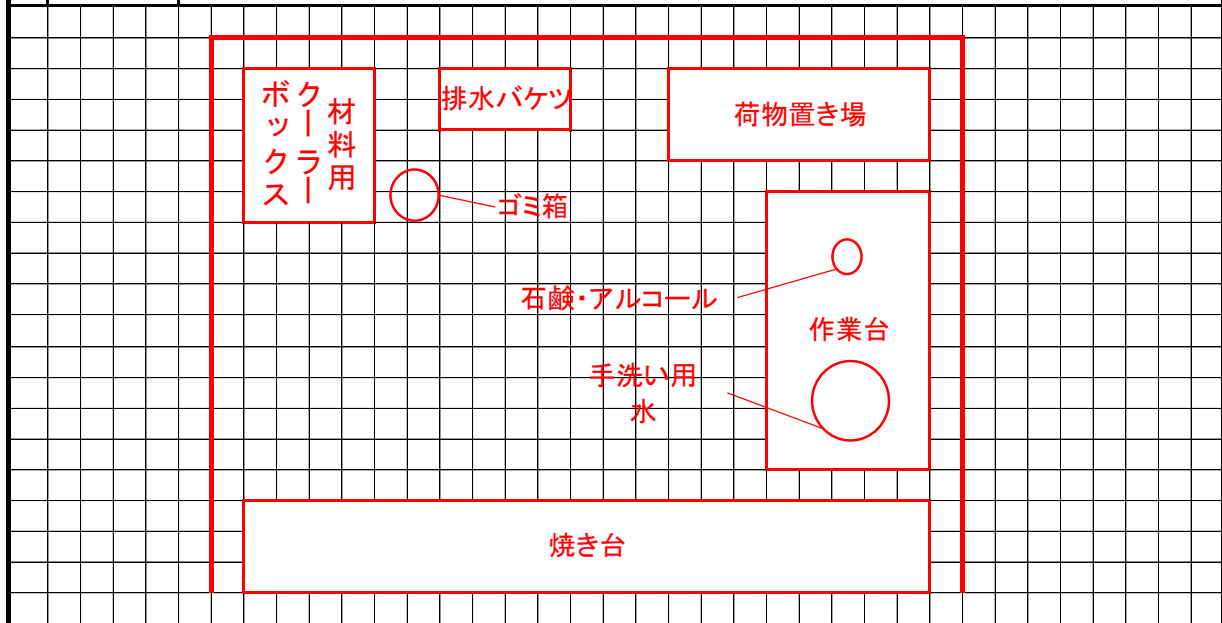 材料用
クーラー
ボックス
排水バケツ
荷物置き場
ゴミ箱
石鹸・アルコール
作業台
手洗い用
水
焼き台